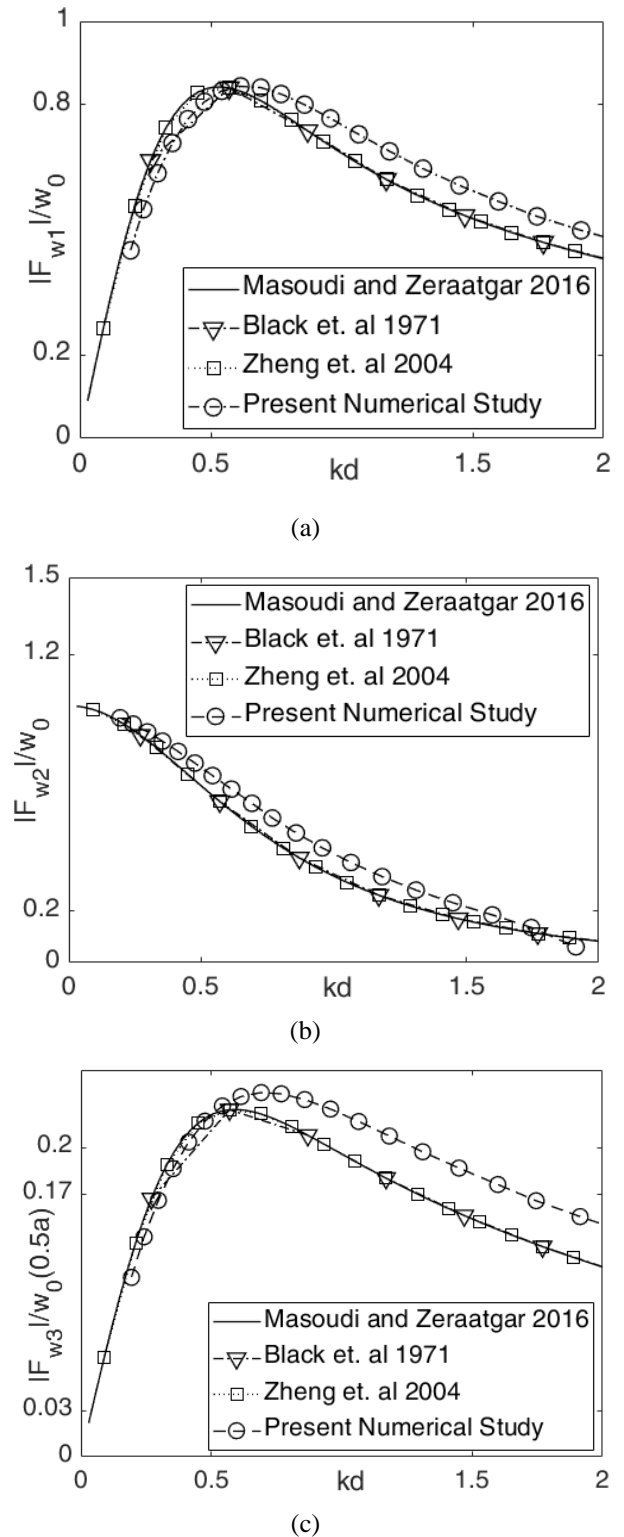 1
0.8
|F_w1|/w_0
0.2
0
Masoudi and Zeraatgar 2016
Black et. al 1971
Zheng et. al 2004
Present Numerical Study
0 0.5 1 1.5 2
kd
(a)
1.5
1.2
|F_w2|/w_0
0.2
0
Masoudi and Zeraatgar 2016
Black et. al 1971
Zheng et. al 2004
Present Numerical Study
0 0.5 1 1.5 2
kd
(b)
0.2
0.17
|F_w3|/w_0(0.5a)
0.03
0
Masoudi and Zeraatgar 2016
Black et. al 1971
Zheng et. al 2004
Present Numerical Study
0 0.5 1 1.5 2
kd
(c)